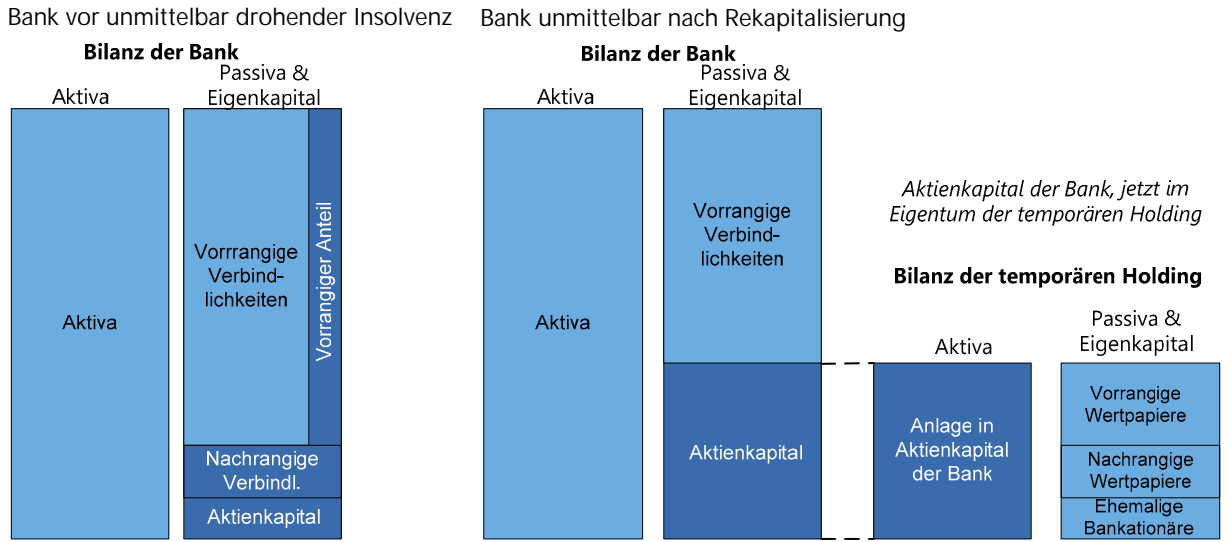 Bank vor unmittelbar drohender Insolvenz
Bilanz der Bank
Aktiva
Passiva &
Eigenkapital
Aktiva
Vorrrangige
Verbind-
lichkeiten
Vorrangiger Anteil
Nachrangige
Verbindl.
Aktienkapital
Bank unmittelbar nach Rekapitalisierung
Bilanz der Bank
Aktiva
Passiva &
Eigenkapital
Aktiva
Vorrangige
Verbind-
lichkeiten
Aktienkapital
Aktienkapital der Bank, jetzt im
Eigentum der temporären Holding
Bilanz der temporären Holding
Aktiva
Passiva &
Eigenkapital
Anlage in
Aktienkapital
der Bank
Vorrangige
Wertpapiere
Nachrangige
Wertpapiere
Ehemalige
Bankationäre